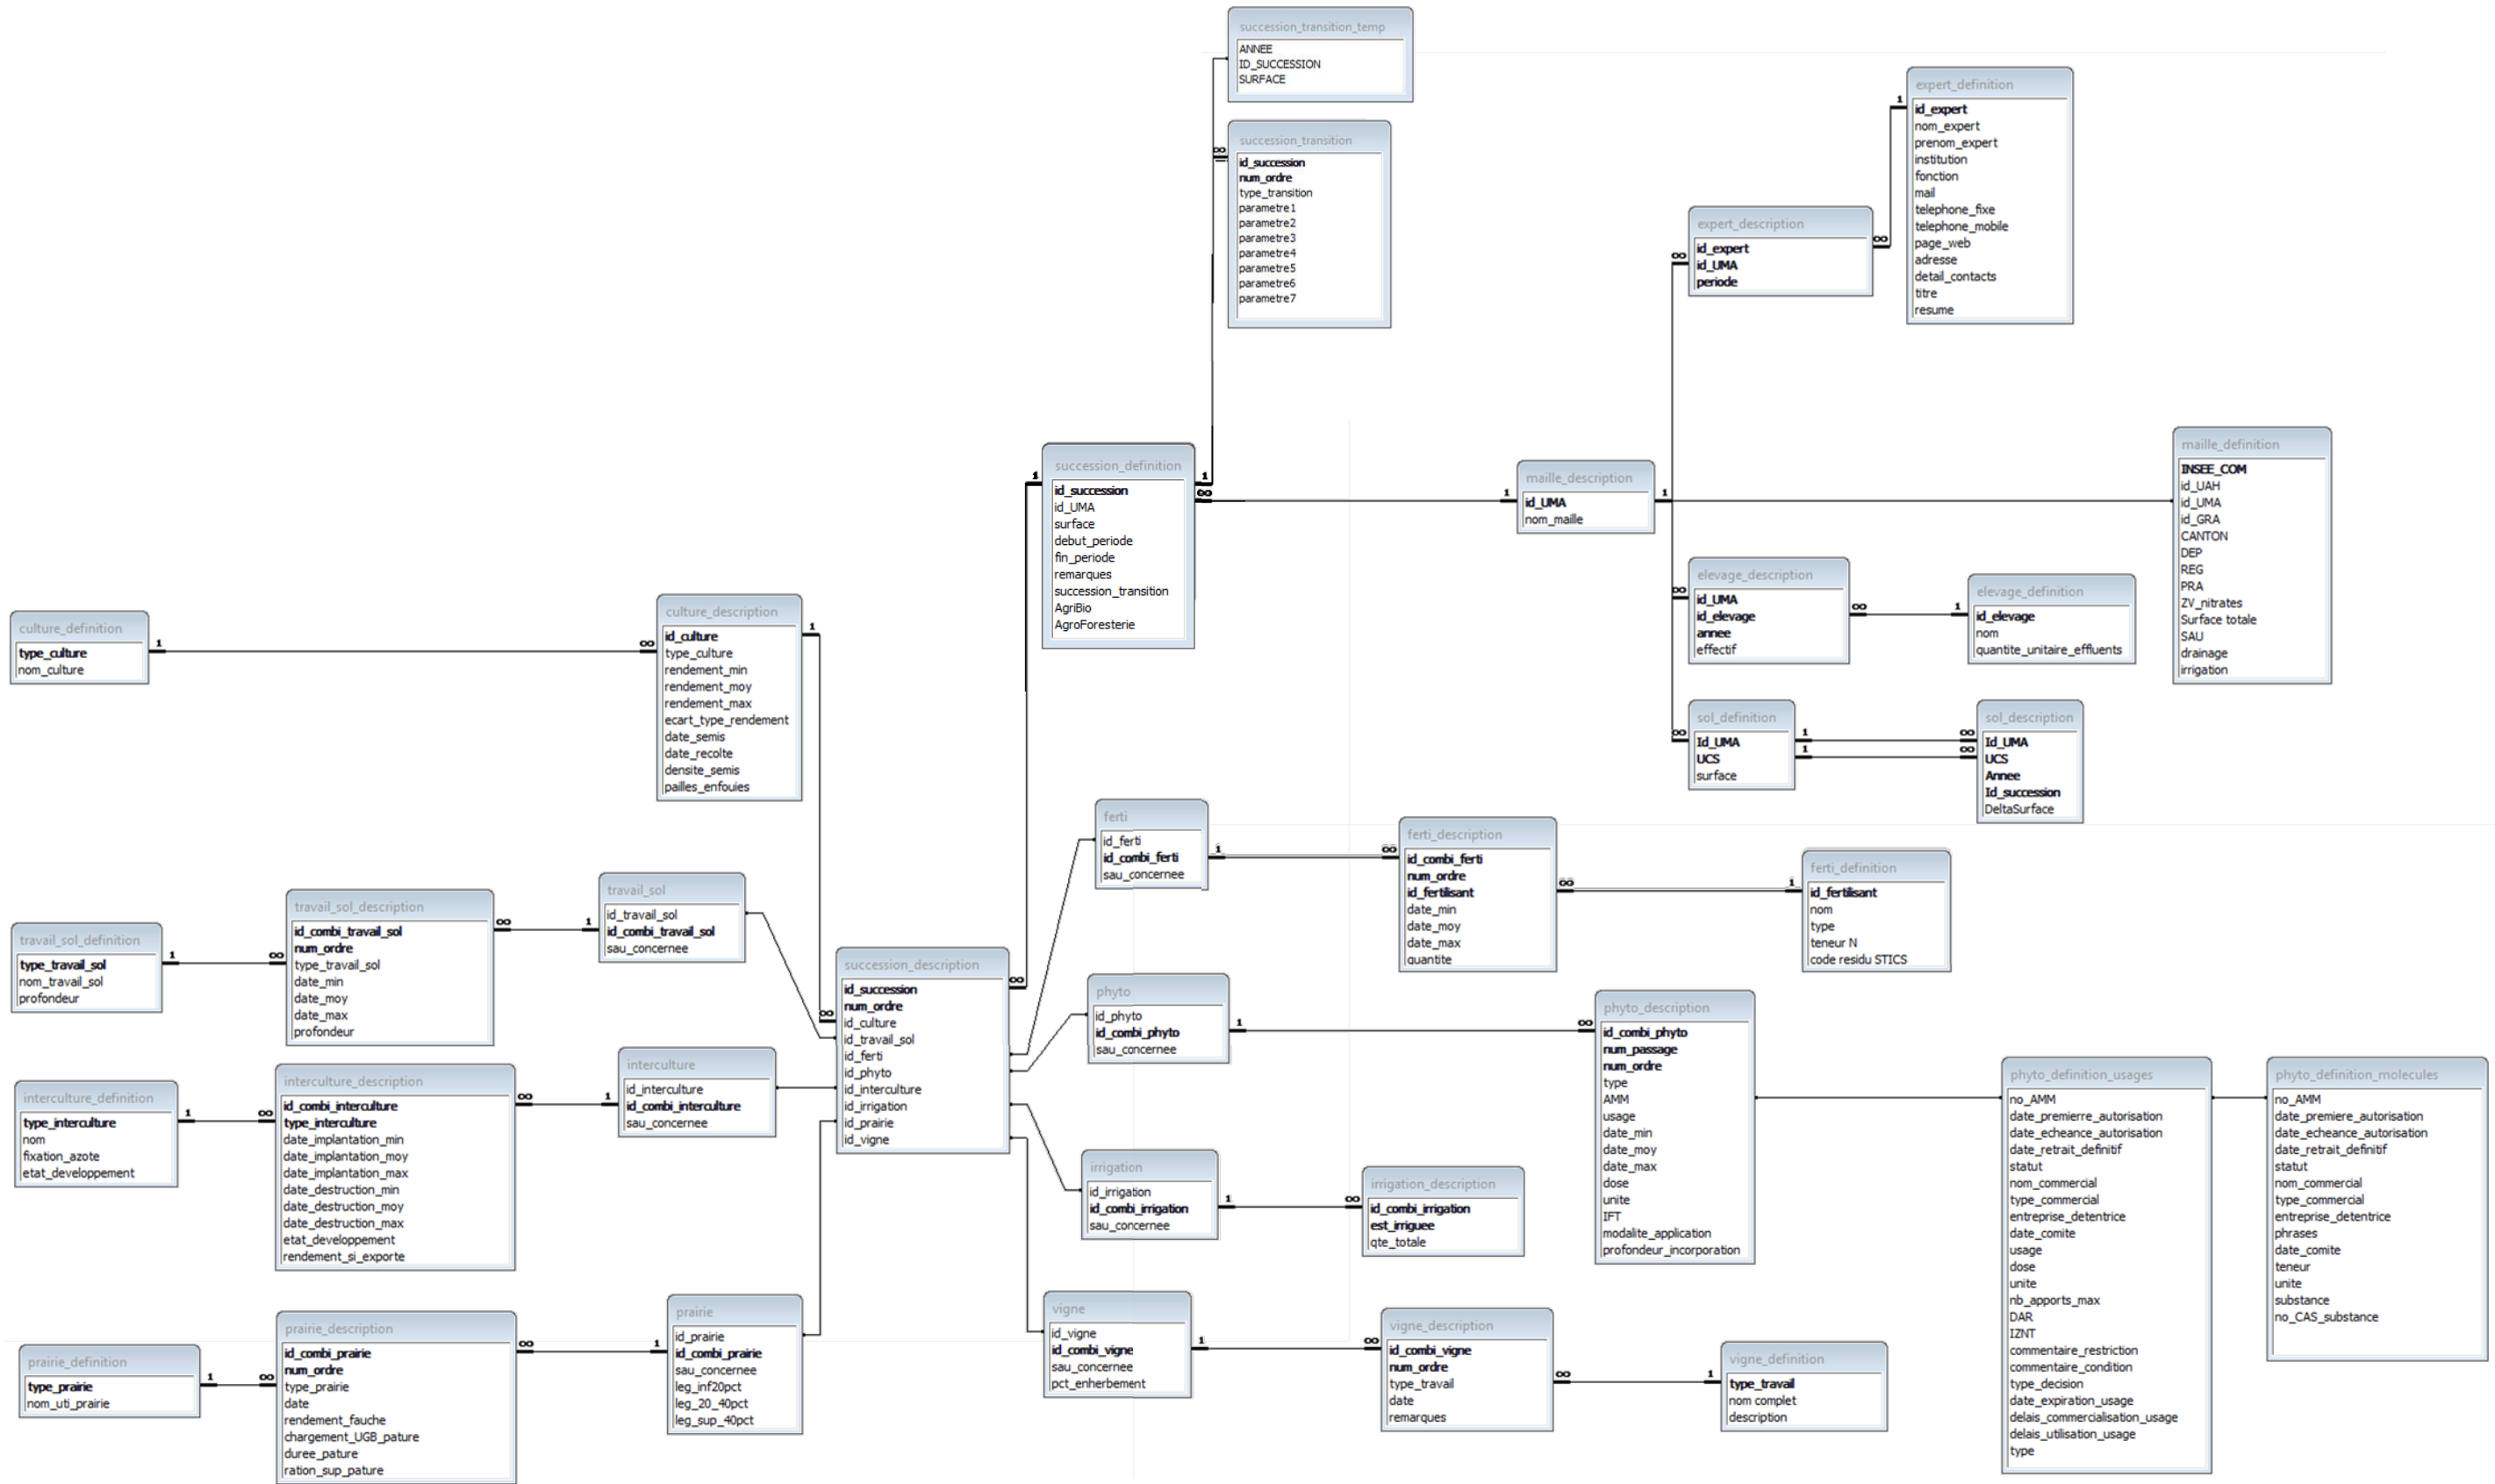 succession_transition_temp
ANNEE
ID_SUCCESSION
SURFACE
succession_transition
id_succession
num_ordre
type_transition
parametre1
parametre2
parametre3
parametre4
parametre5
parametre6
parametre7
expert_definition
id_expert
nom_expert
prenom_expert
institution
fonction
mail
telephone_fixe
telephone_mobile
page_web
adresse
detail_contacts
titre
resume
expert_description
id_expert
id_UMA
periode
succession_definition
id_succession
id_UMA
surface
debut_periode
fin_periode
remarques
succession_transition
AgriBio
AgroForesterie
maille_description
id_UMA
nom_maille
maille_definition
INSEE_COM
id_UAH
id_UMA
id_GRA
CANTON
DEP
REG
PRA
ZV_nitrates
Surface totale
SAU
drainage
irrigation
elevage_description
id_UMA
id_elevage
annee
effectif
elevage_definition
id_elevage
nom
quantite_unitaire_effluents
sol_definition
Id_UMA
UCS
surface
sol_description
Id_UMA
UCS
Annee
Id_succession
DeltaSurface
culture_definition
type_culture
nom_culture
culture_description
id_culture
type_culture
rendement_min
rendement_moy
rendement_max
ecart_type_rendement
date_semis
date_recolte
densite_semis
pailles_enfouies
travail_sol_definition
type_travail_sol
nom_travail_sol
profondeur
travail_sol_description
id_combi_travail_sol
num_ordre
type_travail_sol
date_min
date_moy
date_max
profondeur
travail_sol
id_travail_sol
id_combi_travail_sol
sau_concernee
succession_description
id_succession
num_ordre
id_culture
id_travail_sol
id_ferti
id_phyto
id_interculture
id_irrigation
id_prairie
id_vigne
ferti
id_ferti
id_combi_ferti
sau_concernee
ferti_description
id_combi_ferti
num_ordre
id_fertilisant
date_min
date_moy
date_max
quantite
ferti_definition
id_fertilisant
nom
type
teneur N
code residu STICS
phyto
id_phyto
id_combi_phyto
sau_concernee
phyto_description
id_combi_phyto
num_passage
num_ordre
type
AMM
usage
date_min
date_moy
date_max
dose
unite
IFT
modalite_application
profondeur_incorporation
phyto_definition_usages
no_AMM
date_premierre_autorisation
date_echeance_autorisation
date_retrait_definitif
statut
nom_commercial
type_commercial
entreprise_detentrice
date_comite
usage
dose
unite
nb_apports_max
DAR
IZNT
commentaire_restriction
commentaire_condition
type_decision
date_expiration_usage
delais_commercialisation_usage
delais_utilisation_usage
type
phyto_definition_molecules
no_AMM
date_premiere_autorisation
date_echeance_autorisation
date_retrait_definitif
statut
nom_commercial
type_commercial
entreprise_detentrice
phrases
date_comite
teneur
unite
substance
no_CAS_substance
interculture_definition
type_interculture
nom
fixation_azote
etat_developpement
interculture_description
id_combi_interculture
type_interculture
date_implantation_min
date_implantation_moy
date_implantation_max
date_destruction_min
date_destruction_moy
date_destruction_max
etat_developpement
rendement_si_exporte
interculture
id_interculture
id_combi_interculture
sau_concernee
irrigation
id_irrigation
id_combi_irrigation
sau_concernee
irrigation_description
id_combi_irrigation
est_irriguee
qte_totale
prairie_definition
type_prairie
nom_uti_prairie
prairie_description
id_combi_prairie
num_ordre
type_prairie
date
rendement_fauche
chargement_UGB_pature
duree_pature
ration_sup_pature
prairie
id_prairie
id_combi_prairie
sau_concernee
leg_inf20pct
leg_20_40pct
leg_sup_40pct
vigne
id_vigne
id_combi_vigne
sau_concernee
pct_enherbement
vigne_description
id_combi_vigne
num_ordre
type_travail
date
remarques
vigne_definition
type_travail
nom complet
description